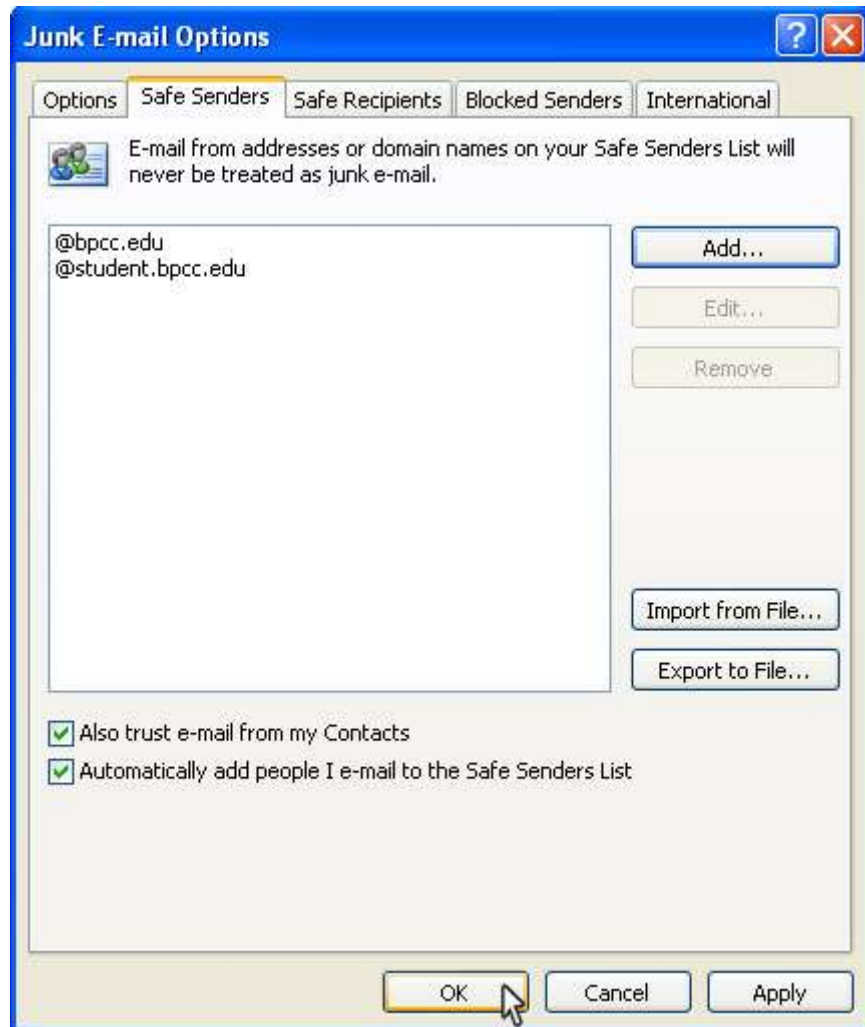 Junk E-mail Options
Options
Safe Senders
Safe Recipients
Blocked Senders
International
E-mail from addresses or domain names on your Safe Senders List will
never be treated as junk e-mail.
@bpcc.edu
@student.bpcc.edu
Add...
Edit...
Remove
Import from File...
Export to File...
Also trust e-mail from my Contacts
Automatically add people I e-mail to the Safe Senders List
OK
Cancel
Apply